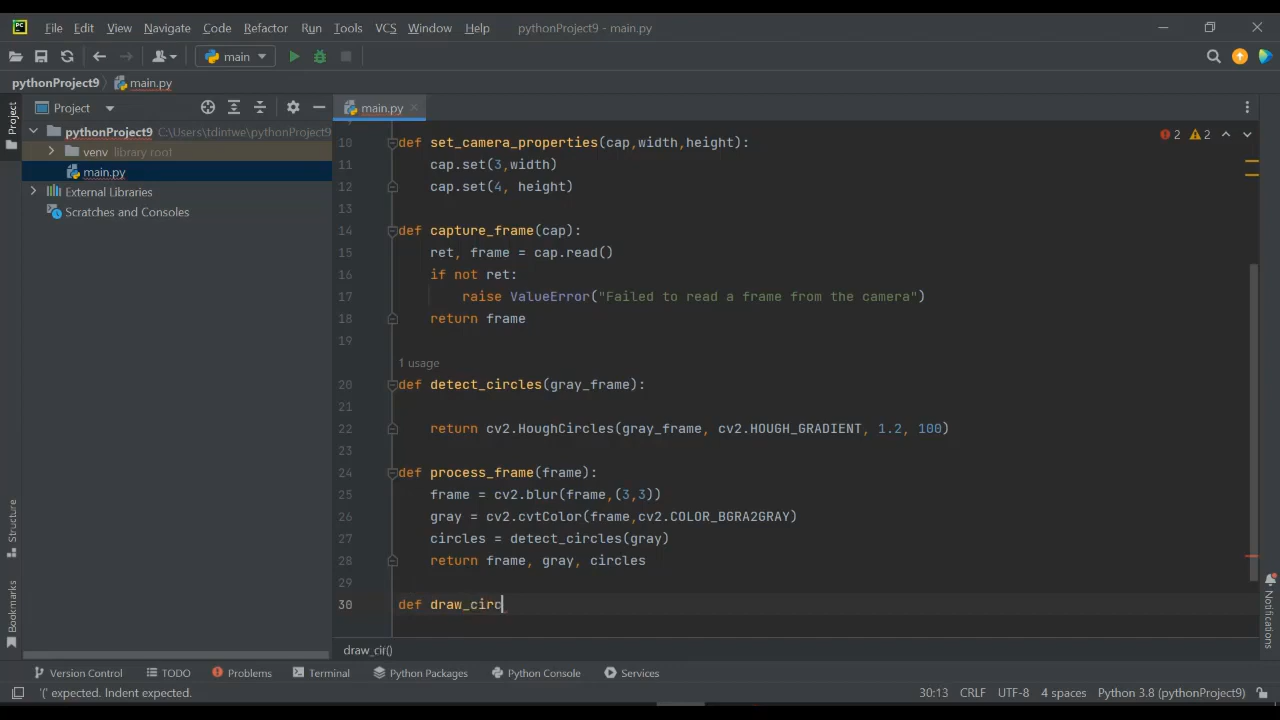 PC File Edit View Navigate Code Refactor Run Tools VCS Window Help pythonProject9 - main.py
main
pythonProject9 main.py
Project
main.py
pythonProject9 C:\Users\tdintwe\pythonProject9
venv library root
main.py
External Libraries
Scratches and Consoles
2 2
10 def set_camera_properties(cap,width,height):
11 cap.set(3,width)
12 cap.set(4, height)
13
14 def capture_frame(cap):
15 ret, frame = cap.read()
16 if not ret:
17 raise ValueError("Failed to read a frame from the camera")
18 return frame
19
1 usage
20 def detect_circles(gray_frame):
21
22 return cv2.HoughCircles(gray_frame, cv2.HOUGH_GRADIENT, 1.2, 100)
23
24 def process_frame(frame):
25 frame = cv2.blur(frame,(3,3))
26 gray = cv2.cvtColor(frame,cv2.COLOR_BGRA2GRAY)
27 circles = detect_circles(gray)
28 return frame, gray, circles
29
30 def draw_circ
draw_cir()
Project
Structure
Bookmarks
Notifications
Version Control TODO Problems Terminal Python Packages Python Console Services
'(' expected. Indent expected. 30:13 CRLF UTF-8 4 spaces Python 3.8 (pythonProject9)